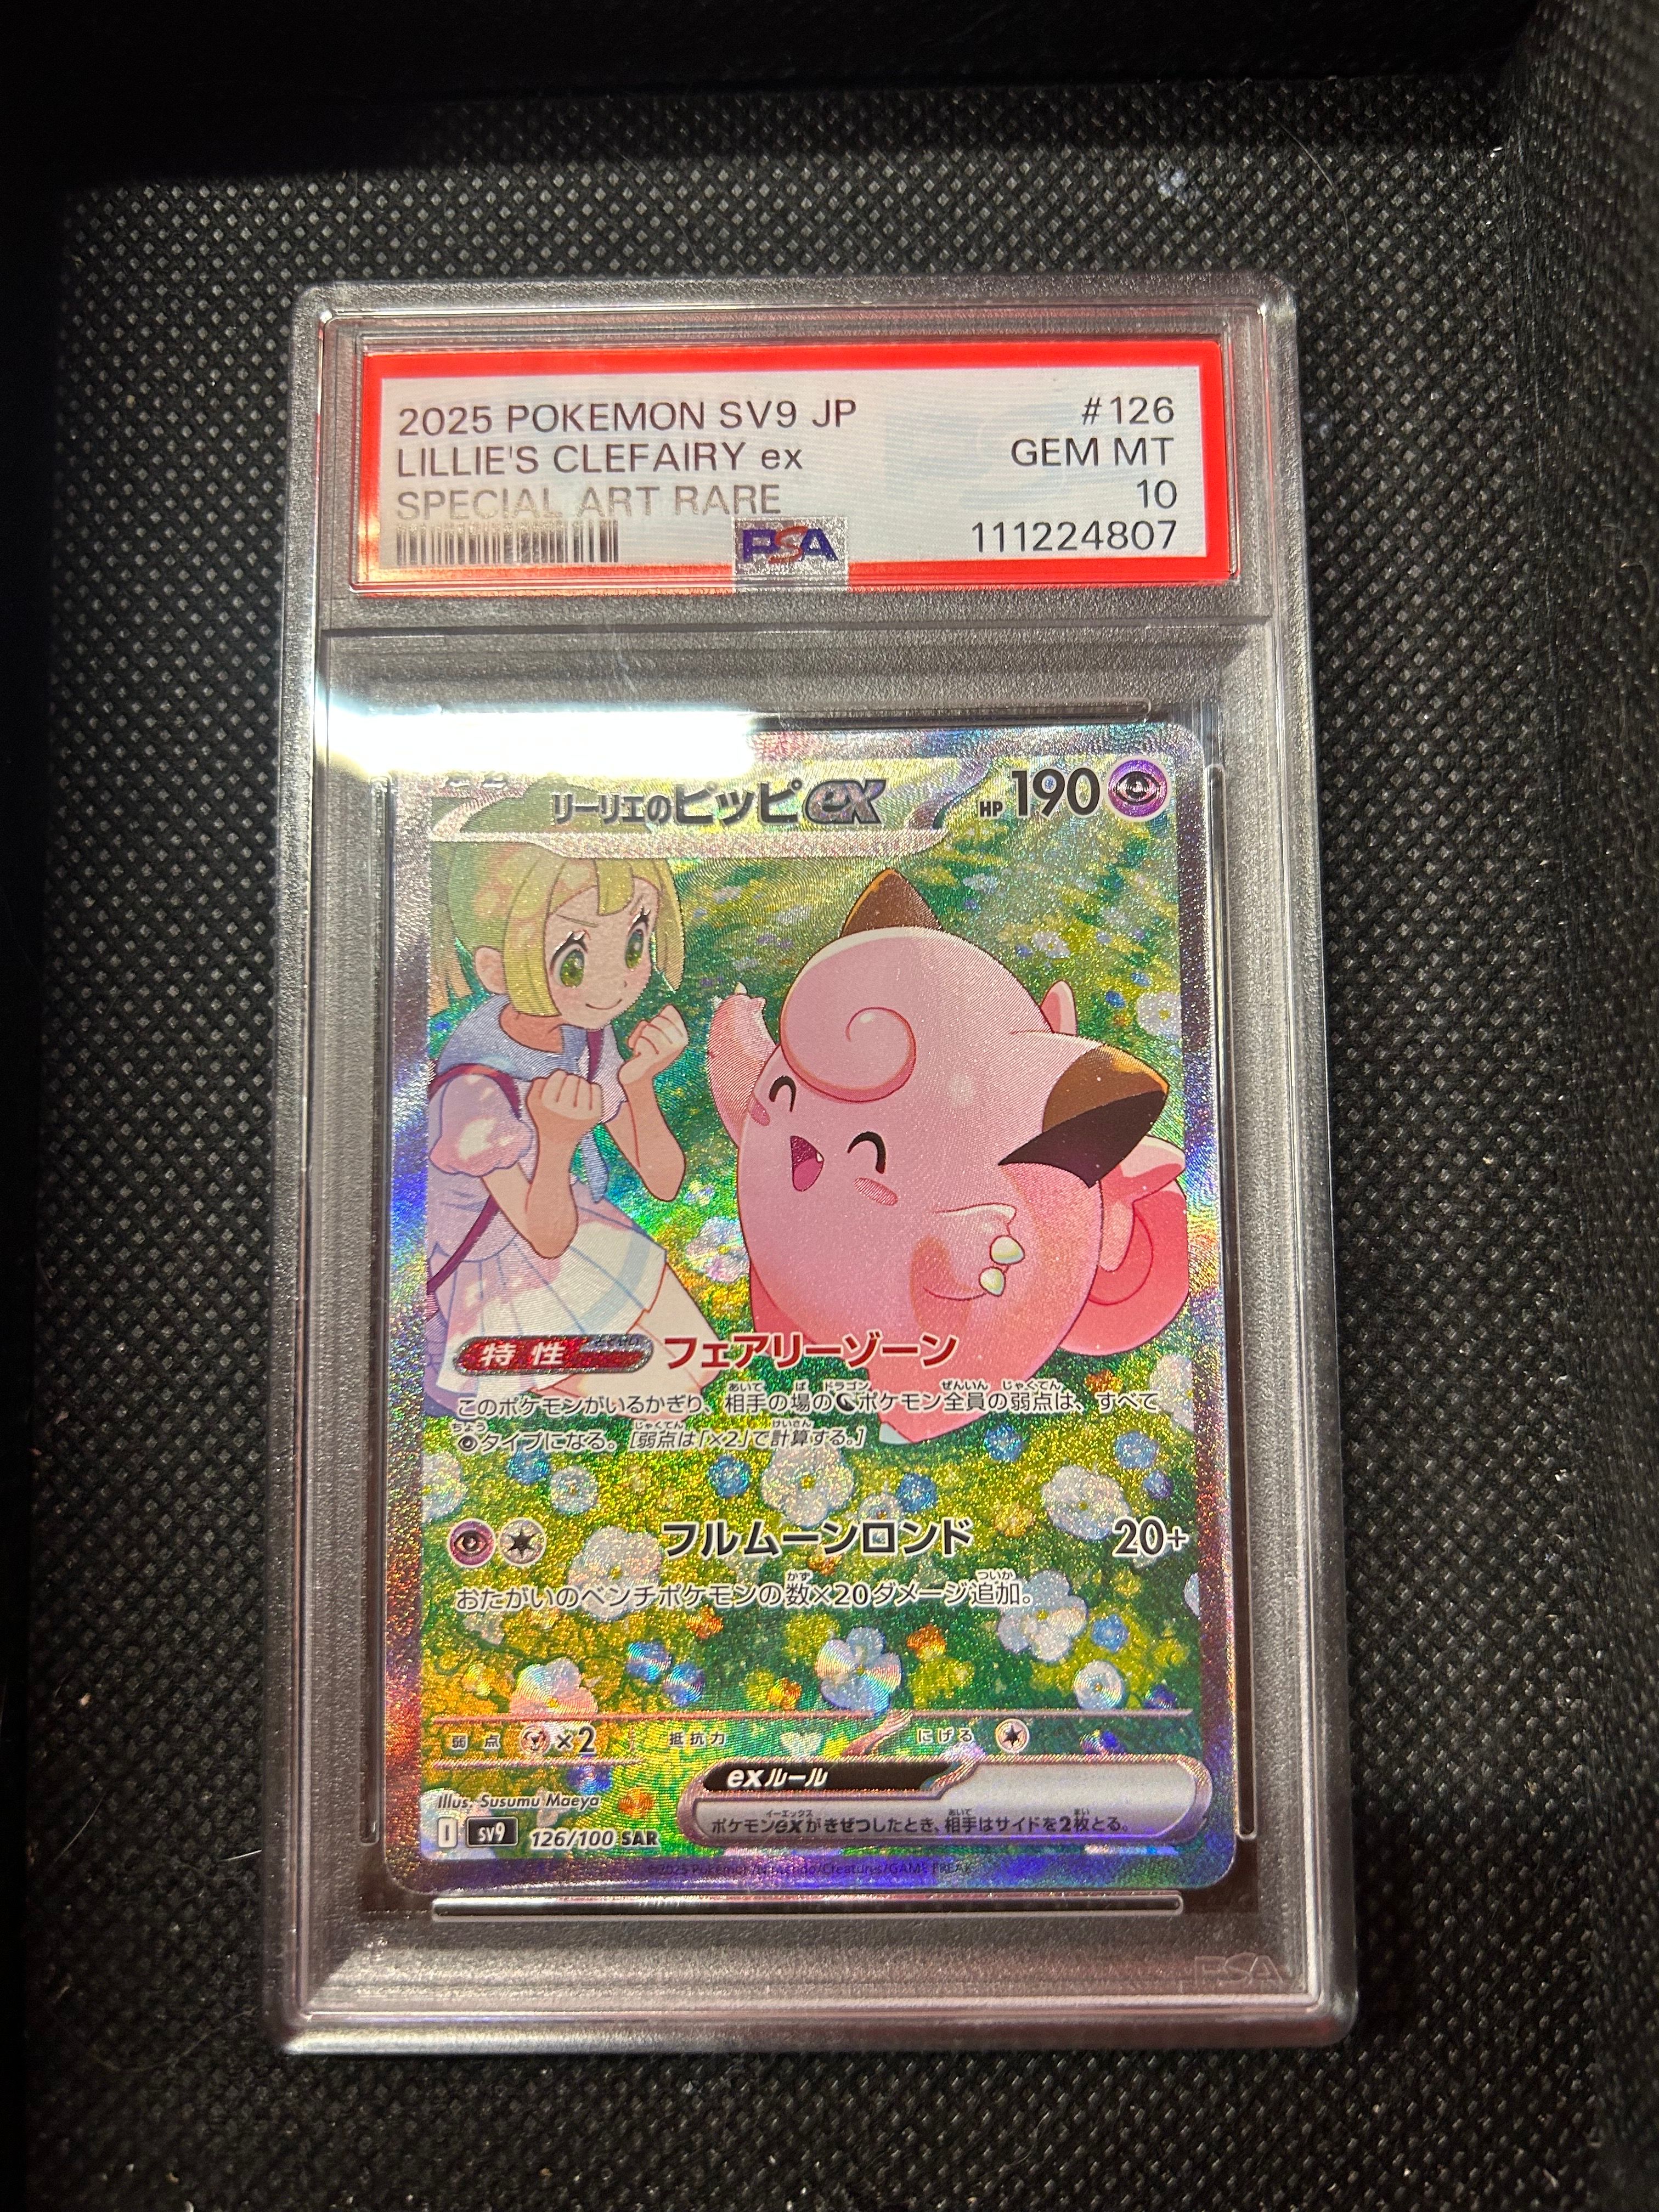 2025 POKEMON SV9 JP #126
LILLIE'S CLEFAIRY ex GEM MT
SPECIAL ART RARE 10
PSA 111224807
リーリエのピッピex HP 190
特性 フェアリーゾーン
このポケモンがいるかぎり、相手の場のポケモン全員の弱点は、すべて
タイプになる。[弱点は「×2」で計算する。]
フルムーンロンド 20+
おたがいのベンチポケモンの数×20ダメージ追加。
弱点 ×2 抵抗力 にげる
exルール
ポケモンexがきぜつしたとき、相手はサイドを2枚とる。
Illus. Susumu Maeya
I SV9 126/100 SAR
©2025 Pokémon/Nintendo/Creatures/GAME FREAK
PSA